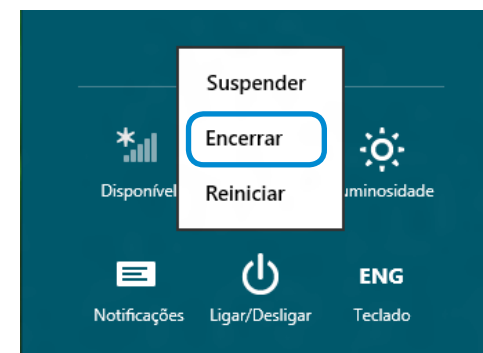 Suspender
Encerrar
Reiniciar
Disponível
uminosidade
ENG
Notificações
Ligar/Desligar
Teclado